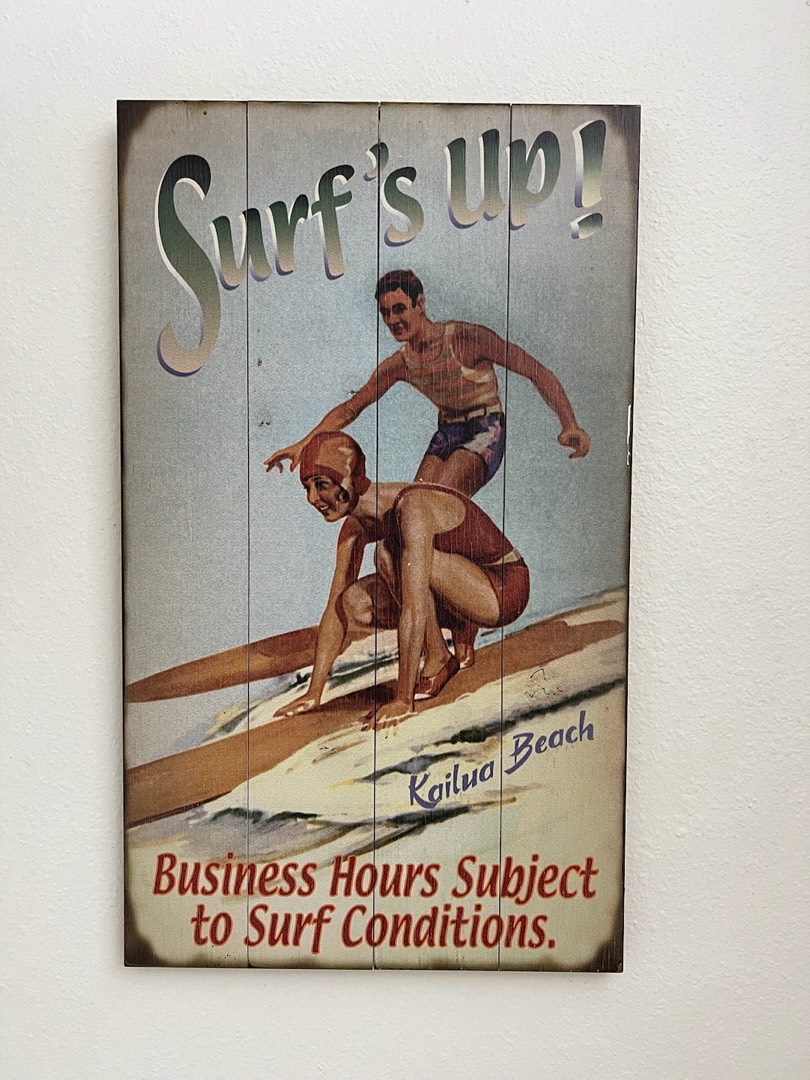 Surf's Up!
Kailua Beach
Business Hours Subject
to Surf Conditions.